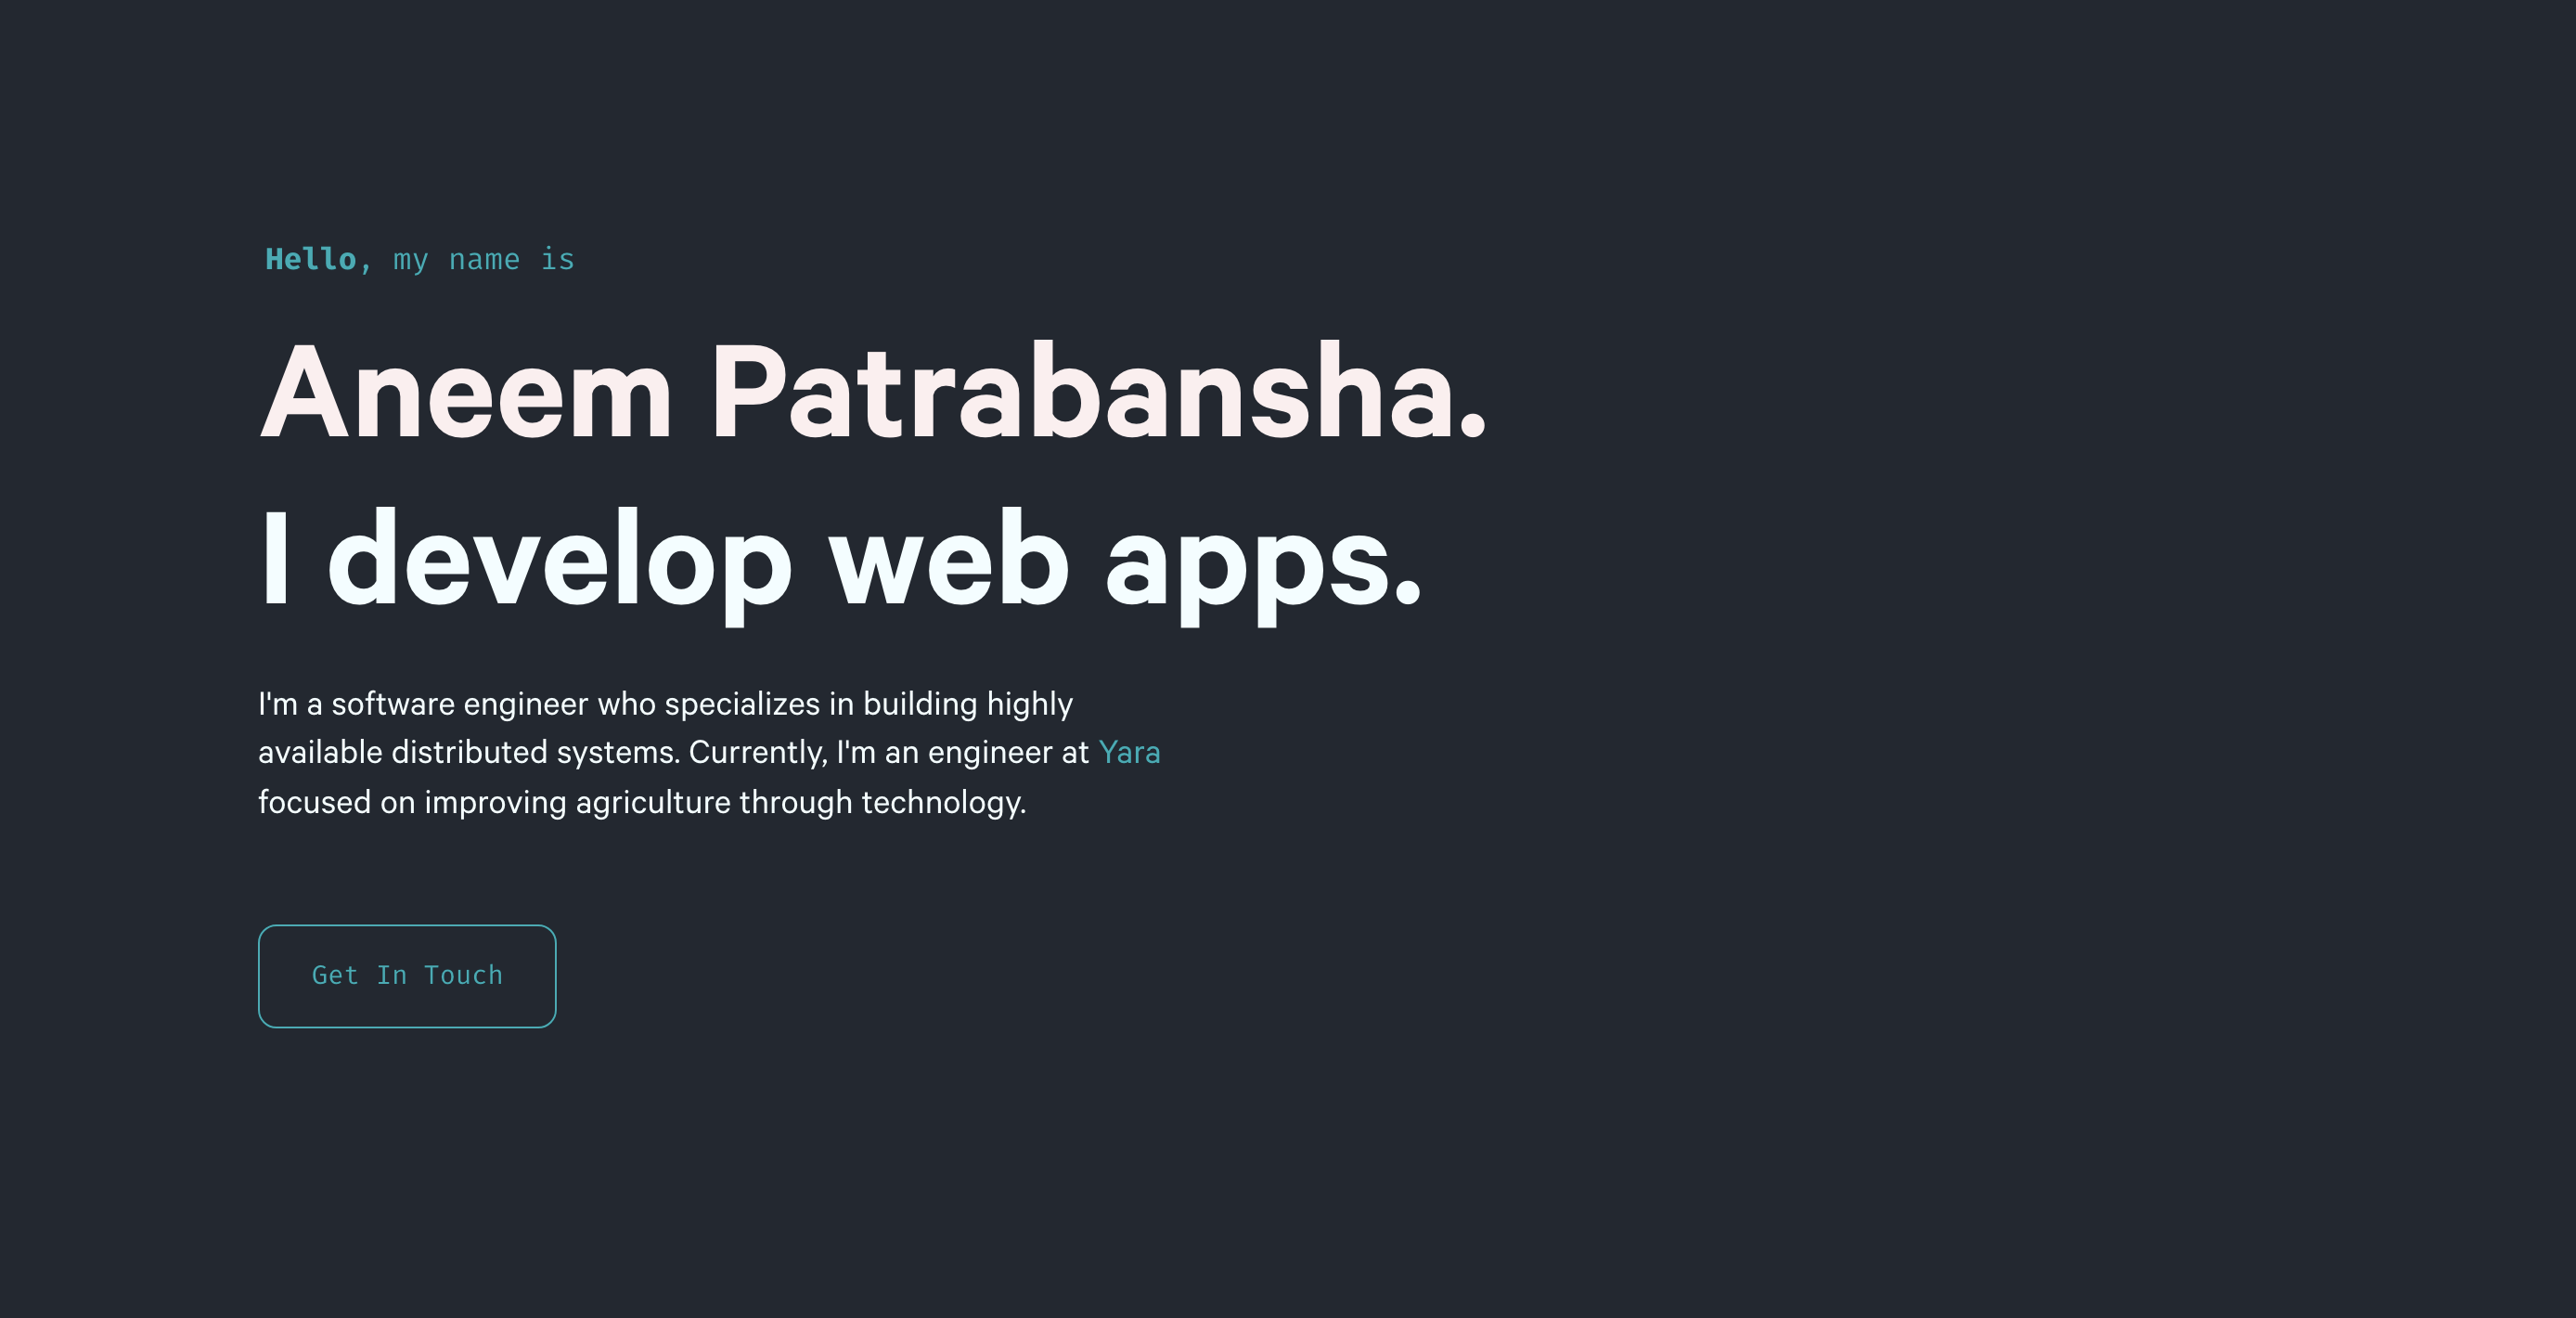 Hello, my name is
Aneem Patrabansha.
I develop web apps.
I'm a software engineer who specializes in building highly
available distributed systems. Currently, I'm an engineer at Yara
focused on improving agriculture through technology.
Get In Touch